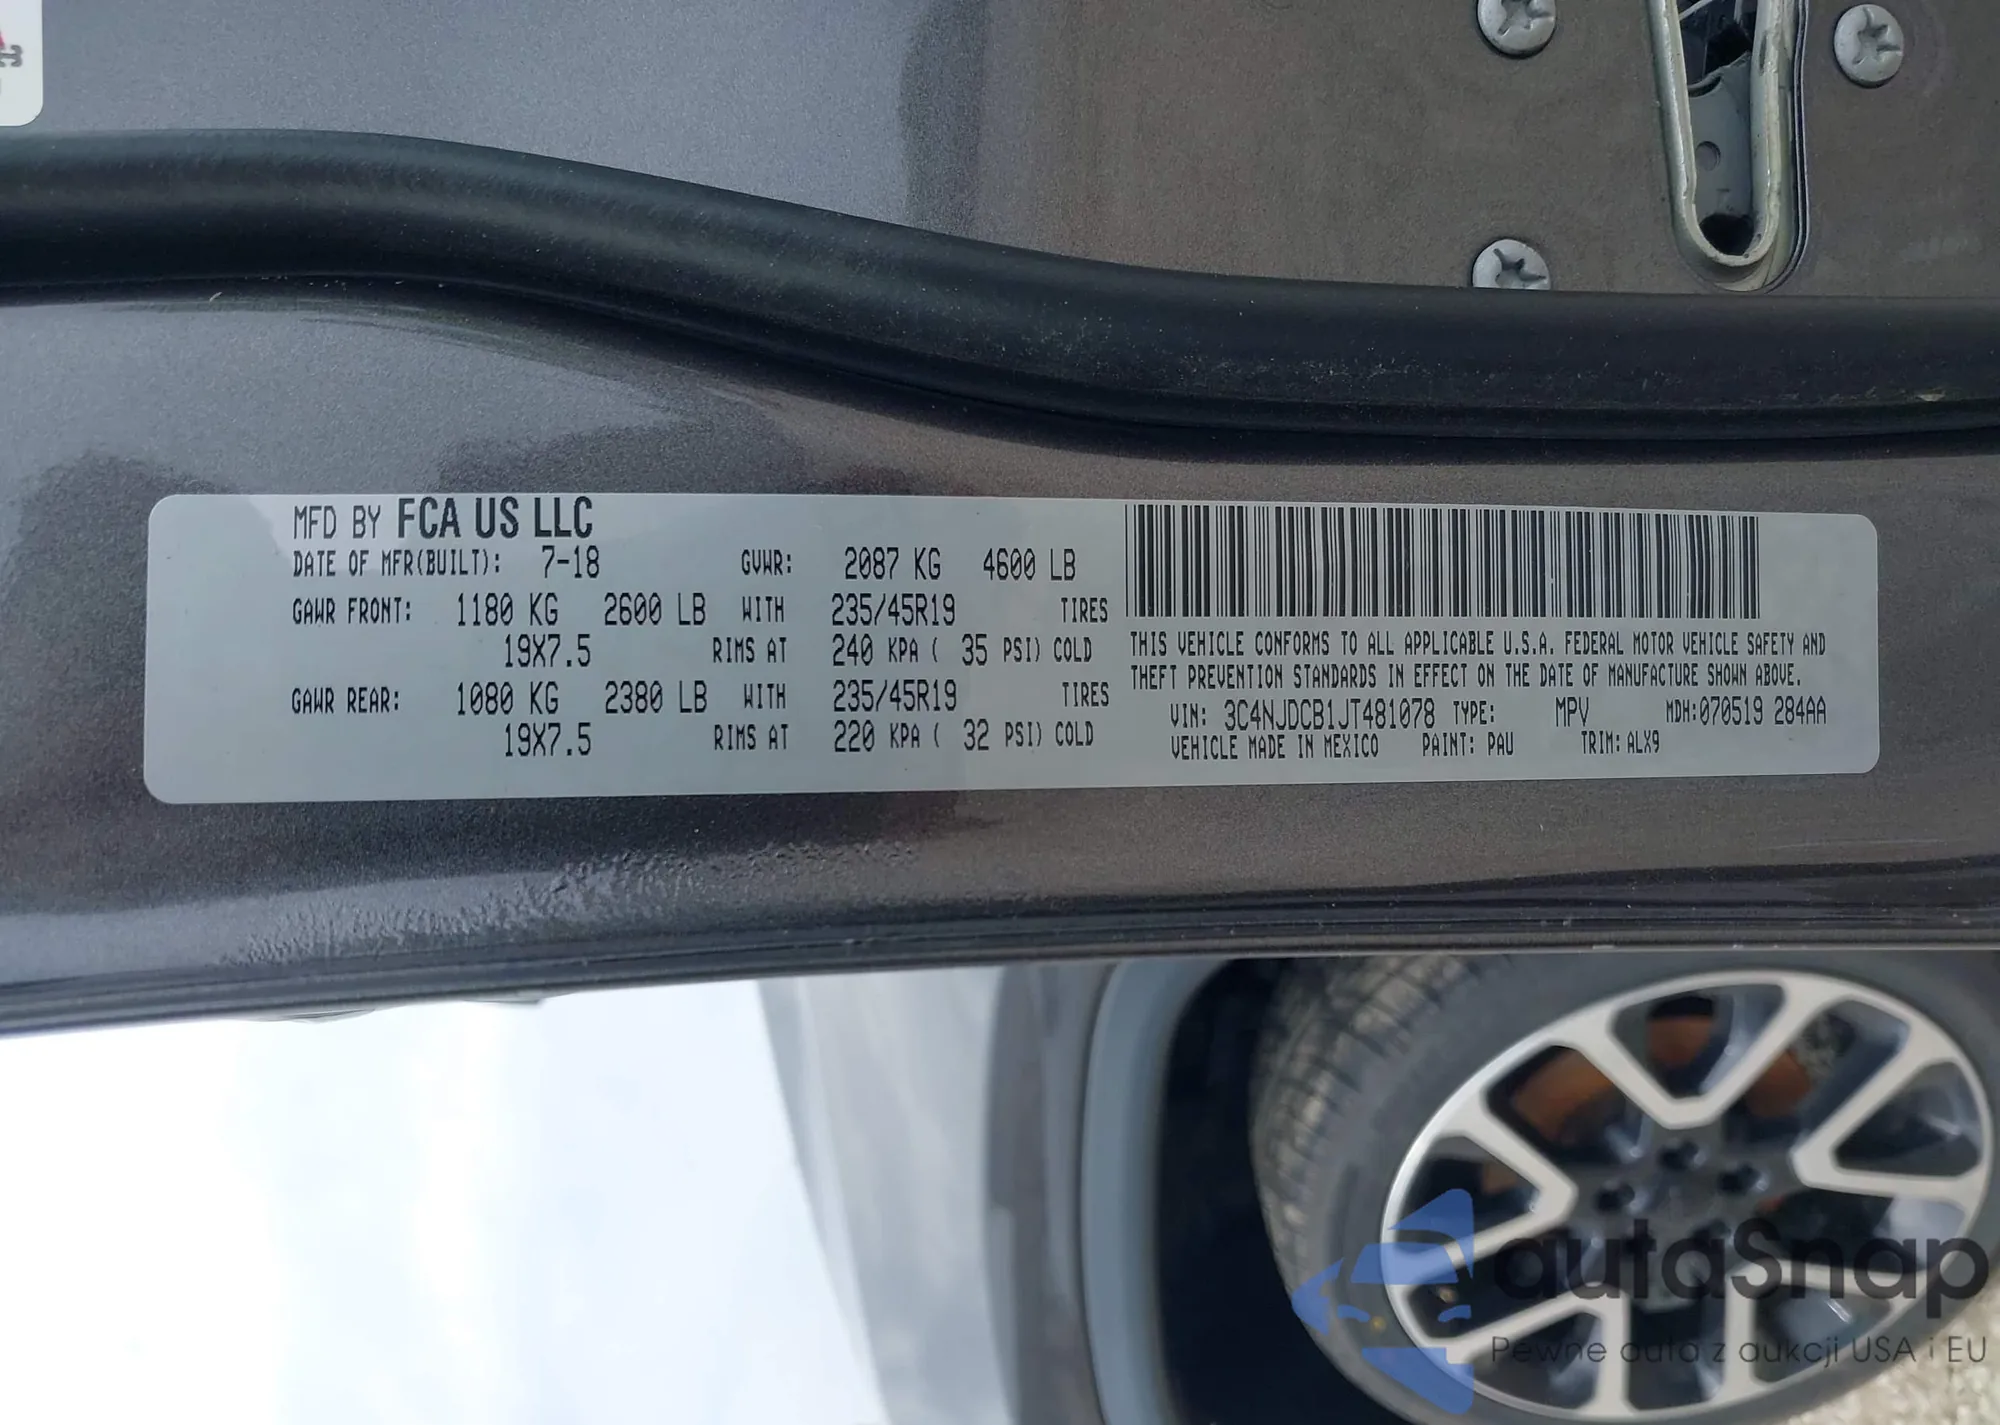 MFD BY FCA US LLC
DATE OF MFR(BUILT): 7-18 GVWR: 2087 KG 4600 LB
GAWR FRONT: 1180 KG 2600 LB WITH 235/45R19 TIRES
19X7.5 RIMS AT 240 KPA ( 35 PSI) COLD
GAWR REAR: 1080 KG 2380 LB WITH 235/45R19 TIRES
19X7.5 RIMS AT 220 KPA ( 32 PSI) COLD
THIS VEHICLE CONFORMS TO ALL APPLICABLE U.S.A. FEDERAL MOTOR VEHICLE SAFETY AND
THEFT PREVENTION STANDARDS IN EFFECT ON THE DATE OF MANUFACTURE SHOWN ABOVE.
VIN: 3C4NJDCB1JT481078 TYPE: MPV MDH:070519 284AA
VEHICLE MADE IN MEXICO PAINT: PAU TRIM: ALX9
autoSnap
Pewne auta z aukcji USA i EU